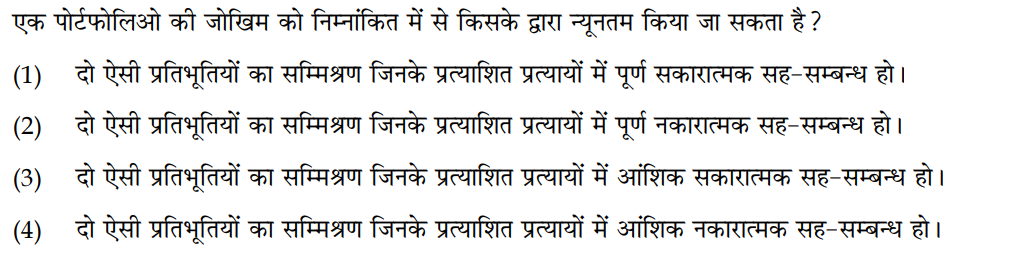 एक पोर्टफोलिओ की जोखिम को निम्नांकित में से किसके द्वारा न्यूनतम किया जा सकता है ?
(1) दो ऐसी प्रतिभूतियों का सम्मिश्रण जिनके प्रत्याशित प्रत्यायों में पूर्ण सकारात्मक सह-सम्बन्ध हो।
(2) दो ऐसी प्रतिभूतियों का सम्मिश्रण जिनके प्रत्याशित प्रत्यायों में पूर्ण नकारात्मक सह-सम्बन्ध हो।
(3) दो ऐसी प्रतिभूतियों का सम्मिश्रण जिनके प्रत्याशित प्रत्यायों में आंशिक सकारात्मक सह-सम्बन्ध हो।
(4) दो ऐसी प्रतिभूतियों का सम्मिश्रण जिनके प्रत्याशित प्रत्यायों में आंशिक नकारात्मक सह-सम्बन्ध हो।